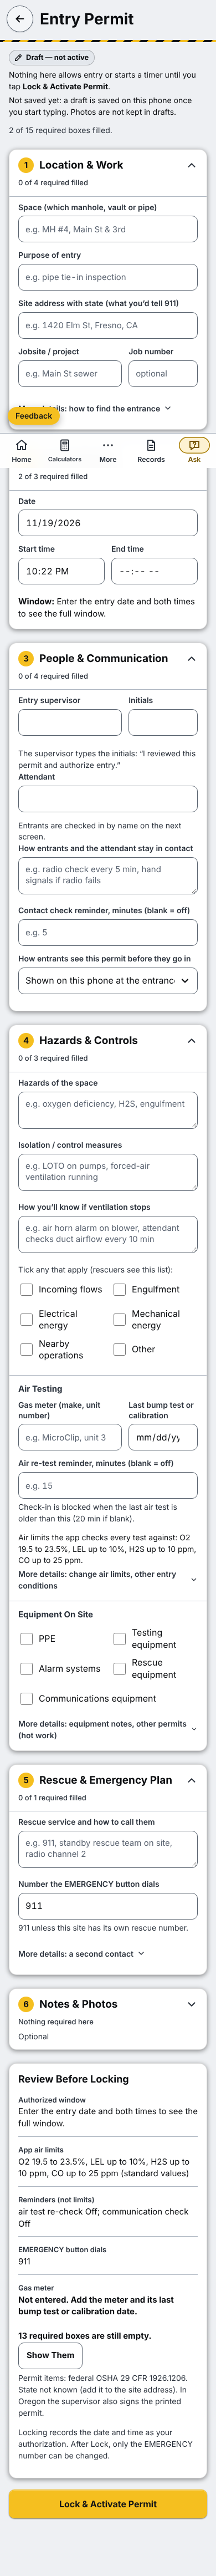 Entry Permit
Draft — not active
Nothing here allows entry or starts a timer until you
tap Lock & Activate Permit.
Not saved yet: a draft is saved on this phone once
you start typing. Photos are not kept in drafts.
2 of 15 required boxes filled.
1 Location & Work
0 of 4 required filled
Space (which manhole, vault or pipe)
e.g. MH #4, Main St & 3rd
Purpose of entry
e.g. pipe tie-in inspection
Site address with state (what you'd tell 911)
e.g. 1420 Elm St, Fresno, CA
Jobsite / project
Job number
e.g. Main St sewer
optional
how to find the entrance
Feedback
Home
Calculators
More
Records
Ask
2 of 3 required filled
Date
11/19/2026
Start time
End time
10:22 PM
--:-- --
Window: Enter the entry date and both times
to see the full window.
3 People & Communication
0 of 4 required filled
Entry supervisor
Initials
The supervisor types the initials: "I reviewed this
permit and authorize entry."
Attendant
Entrants are checked in by name on the next
screen.
How entrants and the attendant stay in contact
e.g. radio check every 5 min, hand
signals if radio fails
Contact check reminder, minutes (blank = off)
e.g. 5
How entrants see this permit before they go in
Shown on this phone at the entranc
4 Hazards & Controls
0 of 3 required filled
Hazards of the space
e.g. oxygen deficiency, H2S, engulfment
Isolation / control measures
e.g. LOTO on pumps, forced-air
ventilation running
How you'll know if ventilation stops
e.g. air horn alarm on blower, attendant
checks duct airflow every 10 min
Tick any that apply (rescuers see this list):
Incoming flows
Engulfment
Electrical
energy
Mechanical
energy
Nearby
operations
Other
Air Testing
Gas meter (make, unit
number)
Last bump test or
calibration
e.g. MicroClip, unit 3
mm/dd/yy
Air re-test reminder, minutes (blank = off)
e.g. 15
Check-in is blocked when the last air test is
older than this (20 min if blank).
Air limits the app checks every test against: O2
19.5 to 23.5%, LEL up to 10%, H2S up to 10 ppm,
CO up to 25 ppm.
More details: change air limits, other entry
conditions
Equipment On Site
PPE
Testing
equipment
Alarm systems
Rescue
equipment
Communications equipment
More details: equipment notes, other permits
(hot work)
5 Rescue & Emergency Plan
0 of 1 required filled
Rescue service and how to call them
e.g. 911, standby rescue team on site,
radio channel 2
Number the EMERGENCY button dials
911
911 unless this site has its own rescue number.
More details: a second contact
6 Notes & Photos
Nothing required here
Optional
Review Before Locking
Authorized window
Enter the entry date and both times to see the
full window.
App air limits
O2 19.5 to 23.5%, LEL up to 10%, H2S up to
10 ppm, CO up to 25 ppm (standard values)
Reminders (not limits)
air test re-check Off; communication check
Off
EMERGENCY button dials
911
Gas meter
Not entered. Add the meter and its last
bump test or calibration date.
13 required boxes are still empty.
Show Them
Permit items: federal OSHA 29 CFR 1926.1206.
State not known (add it to the site address). In
Oregon the supervisor also signs the printed
permit.
Locking records the date and time as your
authorization. After Lock, only the EMERGENCY
number can be changed.
Lock & Activate Permit